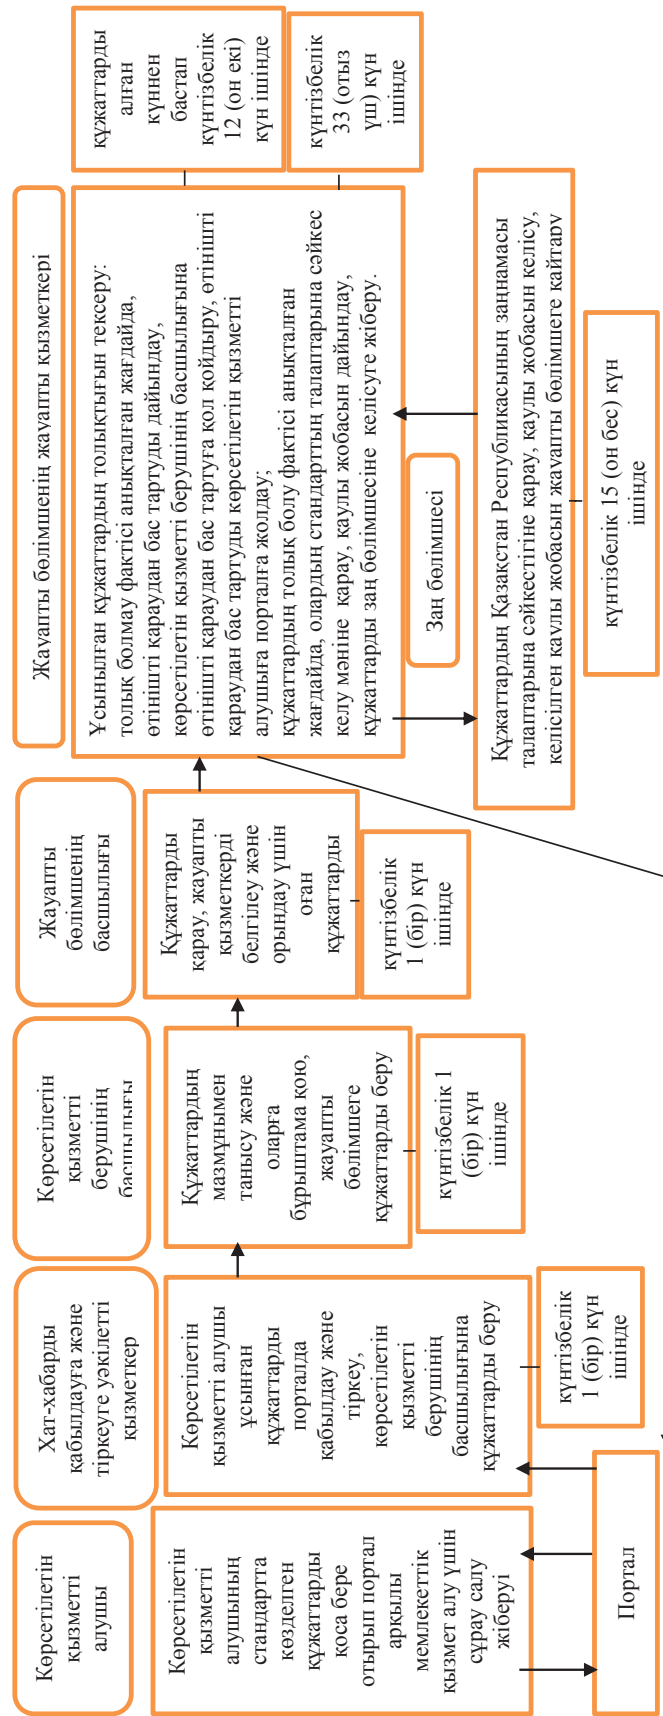 Көрсетілетін
қызметті
алушы
Хат-хабарды
қабылдауға және
тіркеуге уәкілетті
қызметкер
Көрсетілетін
қызметті
берушінің
басшылығы
Жауапты
бөлімшенің
басшылығы
Жауапты бөлімшенің жауапты қызметкері
Көрсетілетін
қызметті
алушының
стандартта
көзделген
құжаттарды
қоса бере
отырып портал
арқылы
мемлекеттік
қызмет алу үшін
сұрау салу
жіберуі
Көрсетілетін
қызметті алушы
ұсынған
құжаттарды
порталда
қабылдау және
тіркеу,
көрсетілетін
қызметті
берушінің
басшылығына
құжаттарды беру
Құжаттардың
мазмұнымен
танысу және
оларға
бұрыштама қою,
жауапты
бөлімшеге
құжаттарды беру
Құжаттарды
қарау, жауапты
қызметкерді
белгілеу және
орындау үшін
оған
құжаттарды
Ұсынылған құжаттардың толықтығын тексеру:
толық болмау фактісі анықталған жағдайда,
өтінішті қараудан бас тартуды дайындау,
көрсетілетін қызметті берушінің басшылығына
өтінішті қараудан бас тартуға қол қойдыру, өтінішті
қараудан бас тартуды көрсетілетін қызметті
алушыға порталға жолдау;
құжаттардың толық болу фактісі анықталған
жағдайда, олардың стандарттың талаптарына сәйкес
келу мәніне қарау, қаулы жобасын дайындау,
құжаттарды заң бөлімшесіне келісуге жіберу.
құжаттарды
алған
күннен
бастап
күнтізбелік
12 (он екі)
күн ішінде
күнтізбелік
33 (отыз
үш) күн
ішінде
Портал
күнтізбелік
1 (бір) күн
ішінде
күнтізбелік 1
(бір) күн
ішінде
күнтізбелік
1 (бір) күн
ішінде
Заң бөлімшесі
Құжаттардың Қазақстан Республикасының заңнамасы
талаптарына сәйкестігіне қарау, қаулы жобасын келісу,
келісілген қаулы жобасын жауапты бөлімшеге қайтару
күнтізбелік 15 (он бес) күн
ішінде